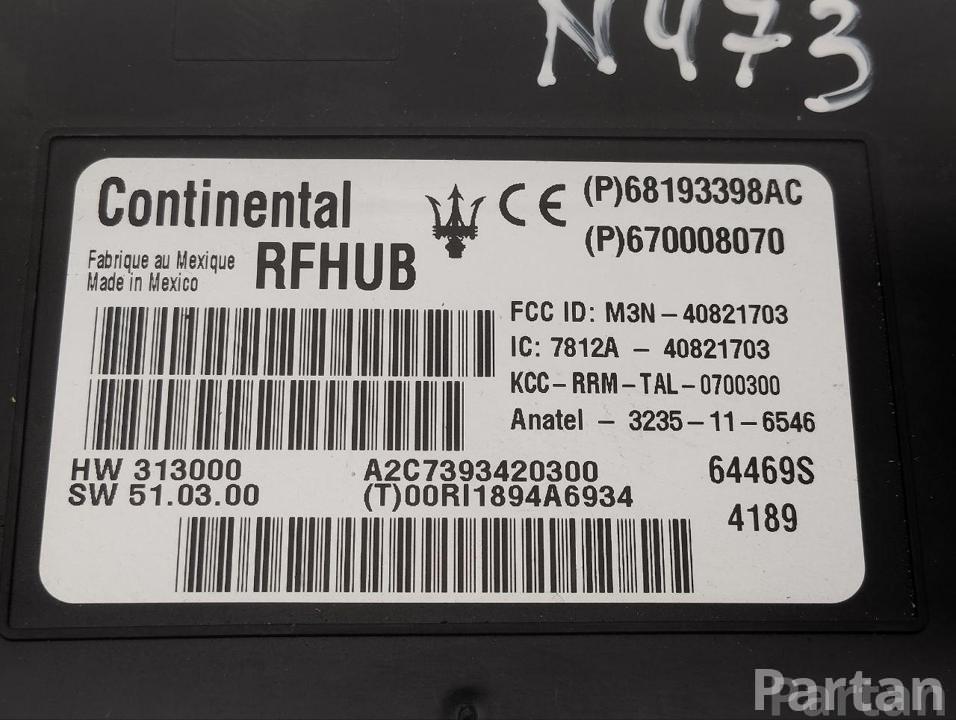 N473
Continental
(P)68193398AC
Fabrique au Mexique
Made in Mexico
RFHUB
(P)670008070
FCC ID: M3N-40821703
IC: 7812A - 40821703
KCC-RRM-TAL-0700300
Anatel - 3235-11-6546
HW 313000
A2C7393420300
64469S
SW 51.03.00
(T)00RI1894A6934
4189
Partan